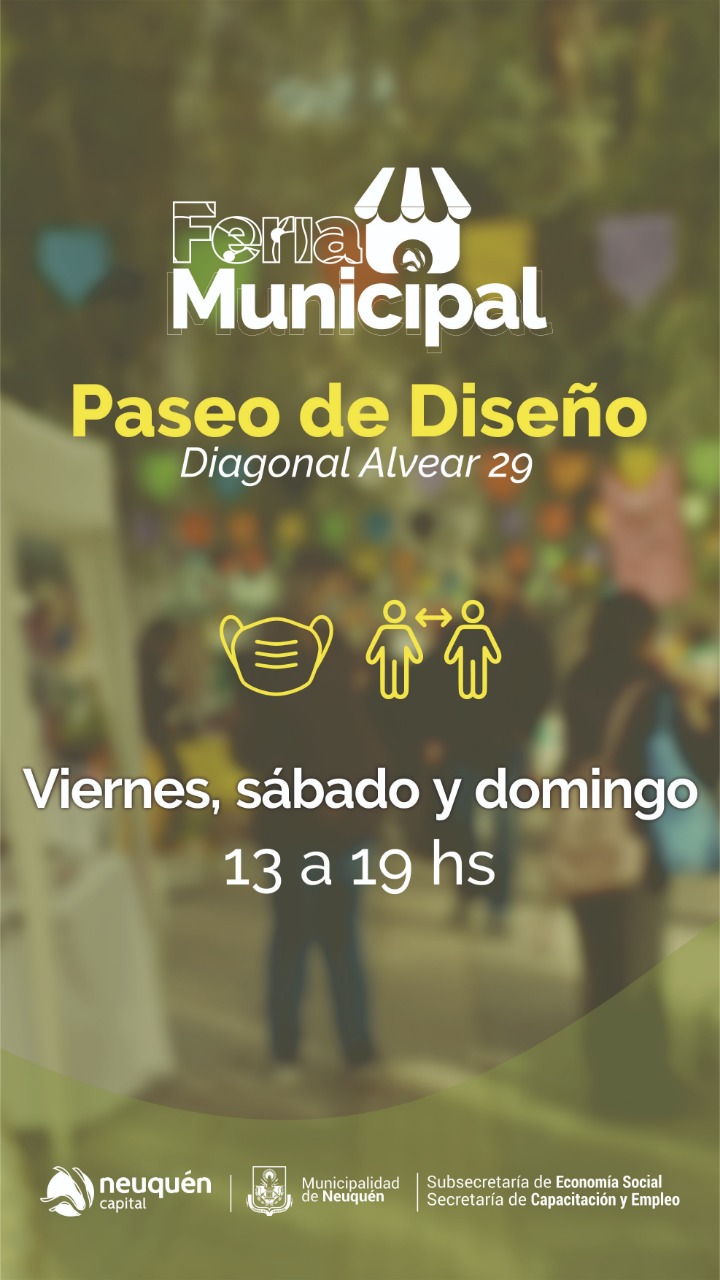 Feria
Municipal
Paseo de Diseño
Diagonal Alvear 29
Viernes, sábado y domingo
13 a 19 hs
neuquén
capital
Municipalidad
de Neuquén
Subsecretaría de Economía Social
Secretaría de Capacitación y Empleo